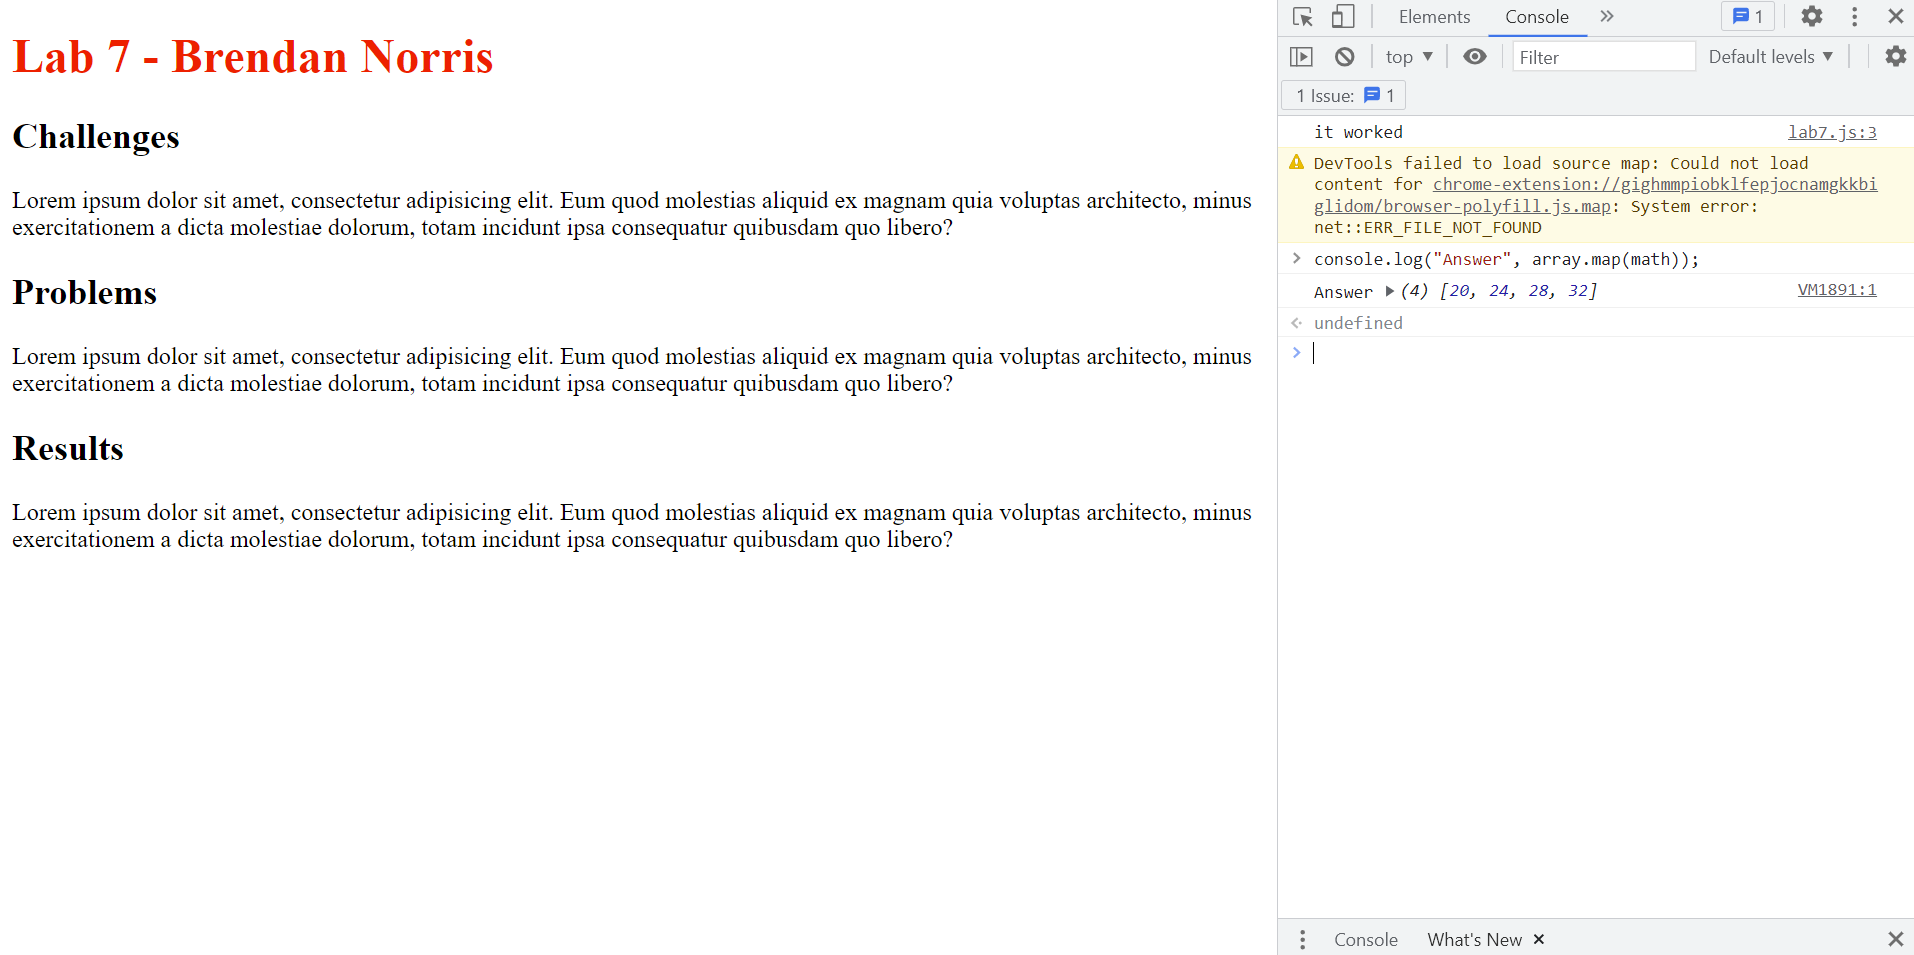 Lab 7 - Brendan Norris
Challenges
Lorem ipsum dolor sit amet, consectetur adipisicing elit. Eum quod molestias aliquid ex magnam quia voluptas architecto, minus
exercitationem a dicta molestiae dolorum, totam incidunt ipsa consequatur quibusdam quo libero?
Problems
Lorem ipsum dolor sit amet, consectetur adipisicing elit. Eum quod molestias aliquid ex magnam quia voluptas architecto, minus
exercitationem a dicta molestiae dolorum, totam incidunt ipsa consequatur quibusdam quo libero?
Results
Lorem ipsum dolor sit amet, consectetur adipisicing elit. Eum quod molestias aliquid ex magnam quia voluptas architecto, minus
exercitationem a dicta molestiae dolorum, totam incidunt ipsa consequatur quibusdam quo libero?
Elements Console » 1
top Filter Default levels
1 Issue: 1
it worked lab7.js:3
DevTools failed to load source map: Could not load
content for chrome-extension://gighmmpiobklfepjocnamgkkbi
glidom/browser-polyfill.js.map: System error:
net::ERR_FILE_NOT_FOUND
console.log("Answer", array.map(math));
Answer (4) [20, 24, 28, 32] VM1891:1
undefined
Console What's New